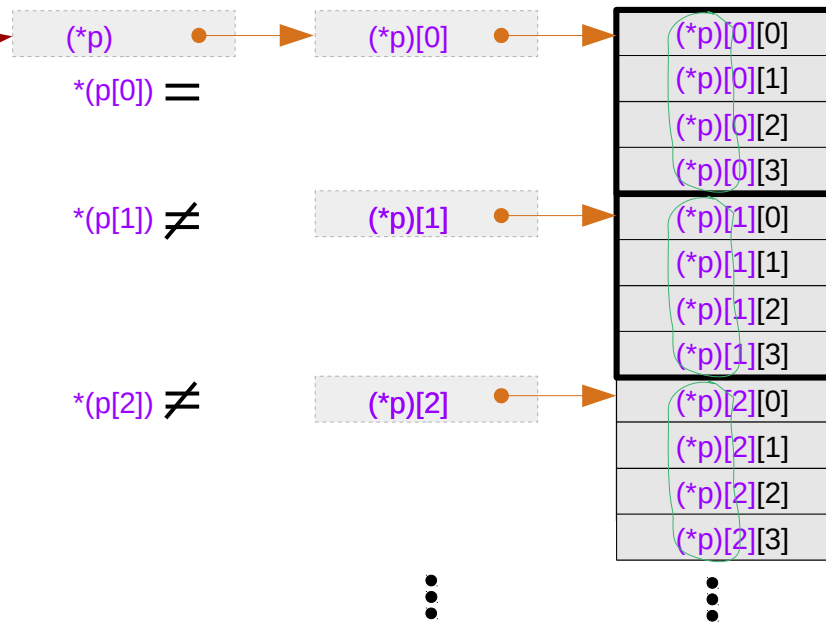 (*p) (*p)[0] (*p)[0][0]
*(p[0]) = (*p)[0][1]
(*p)[0][2]
(*p)[0][3]
*(p[1]) ≠ (*p)[1] (*p)[1][0]
(*p)[1][1]
(*p)[1][2]
(*p)[1][3]
*(p[2]) ≠ (*p)[2] (*p)[2][0]
(*p)[2][1]
(*p)[2][2]
(*p)[2][3]